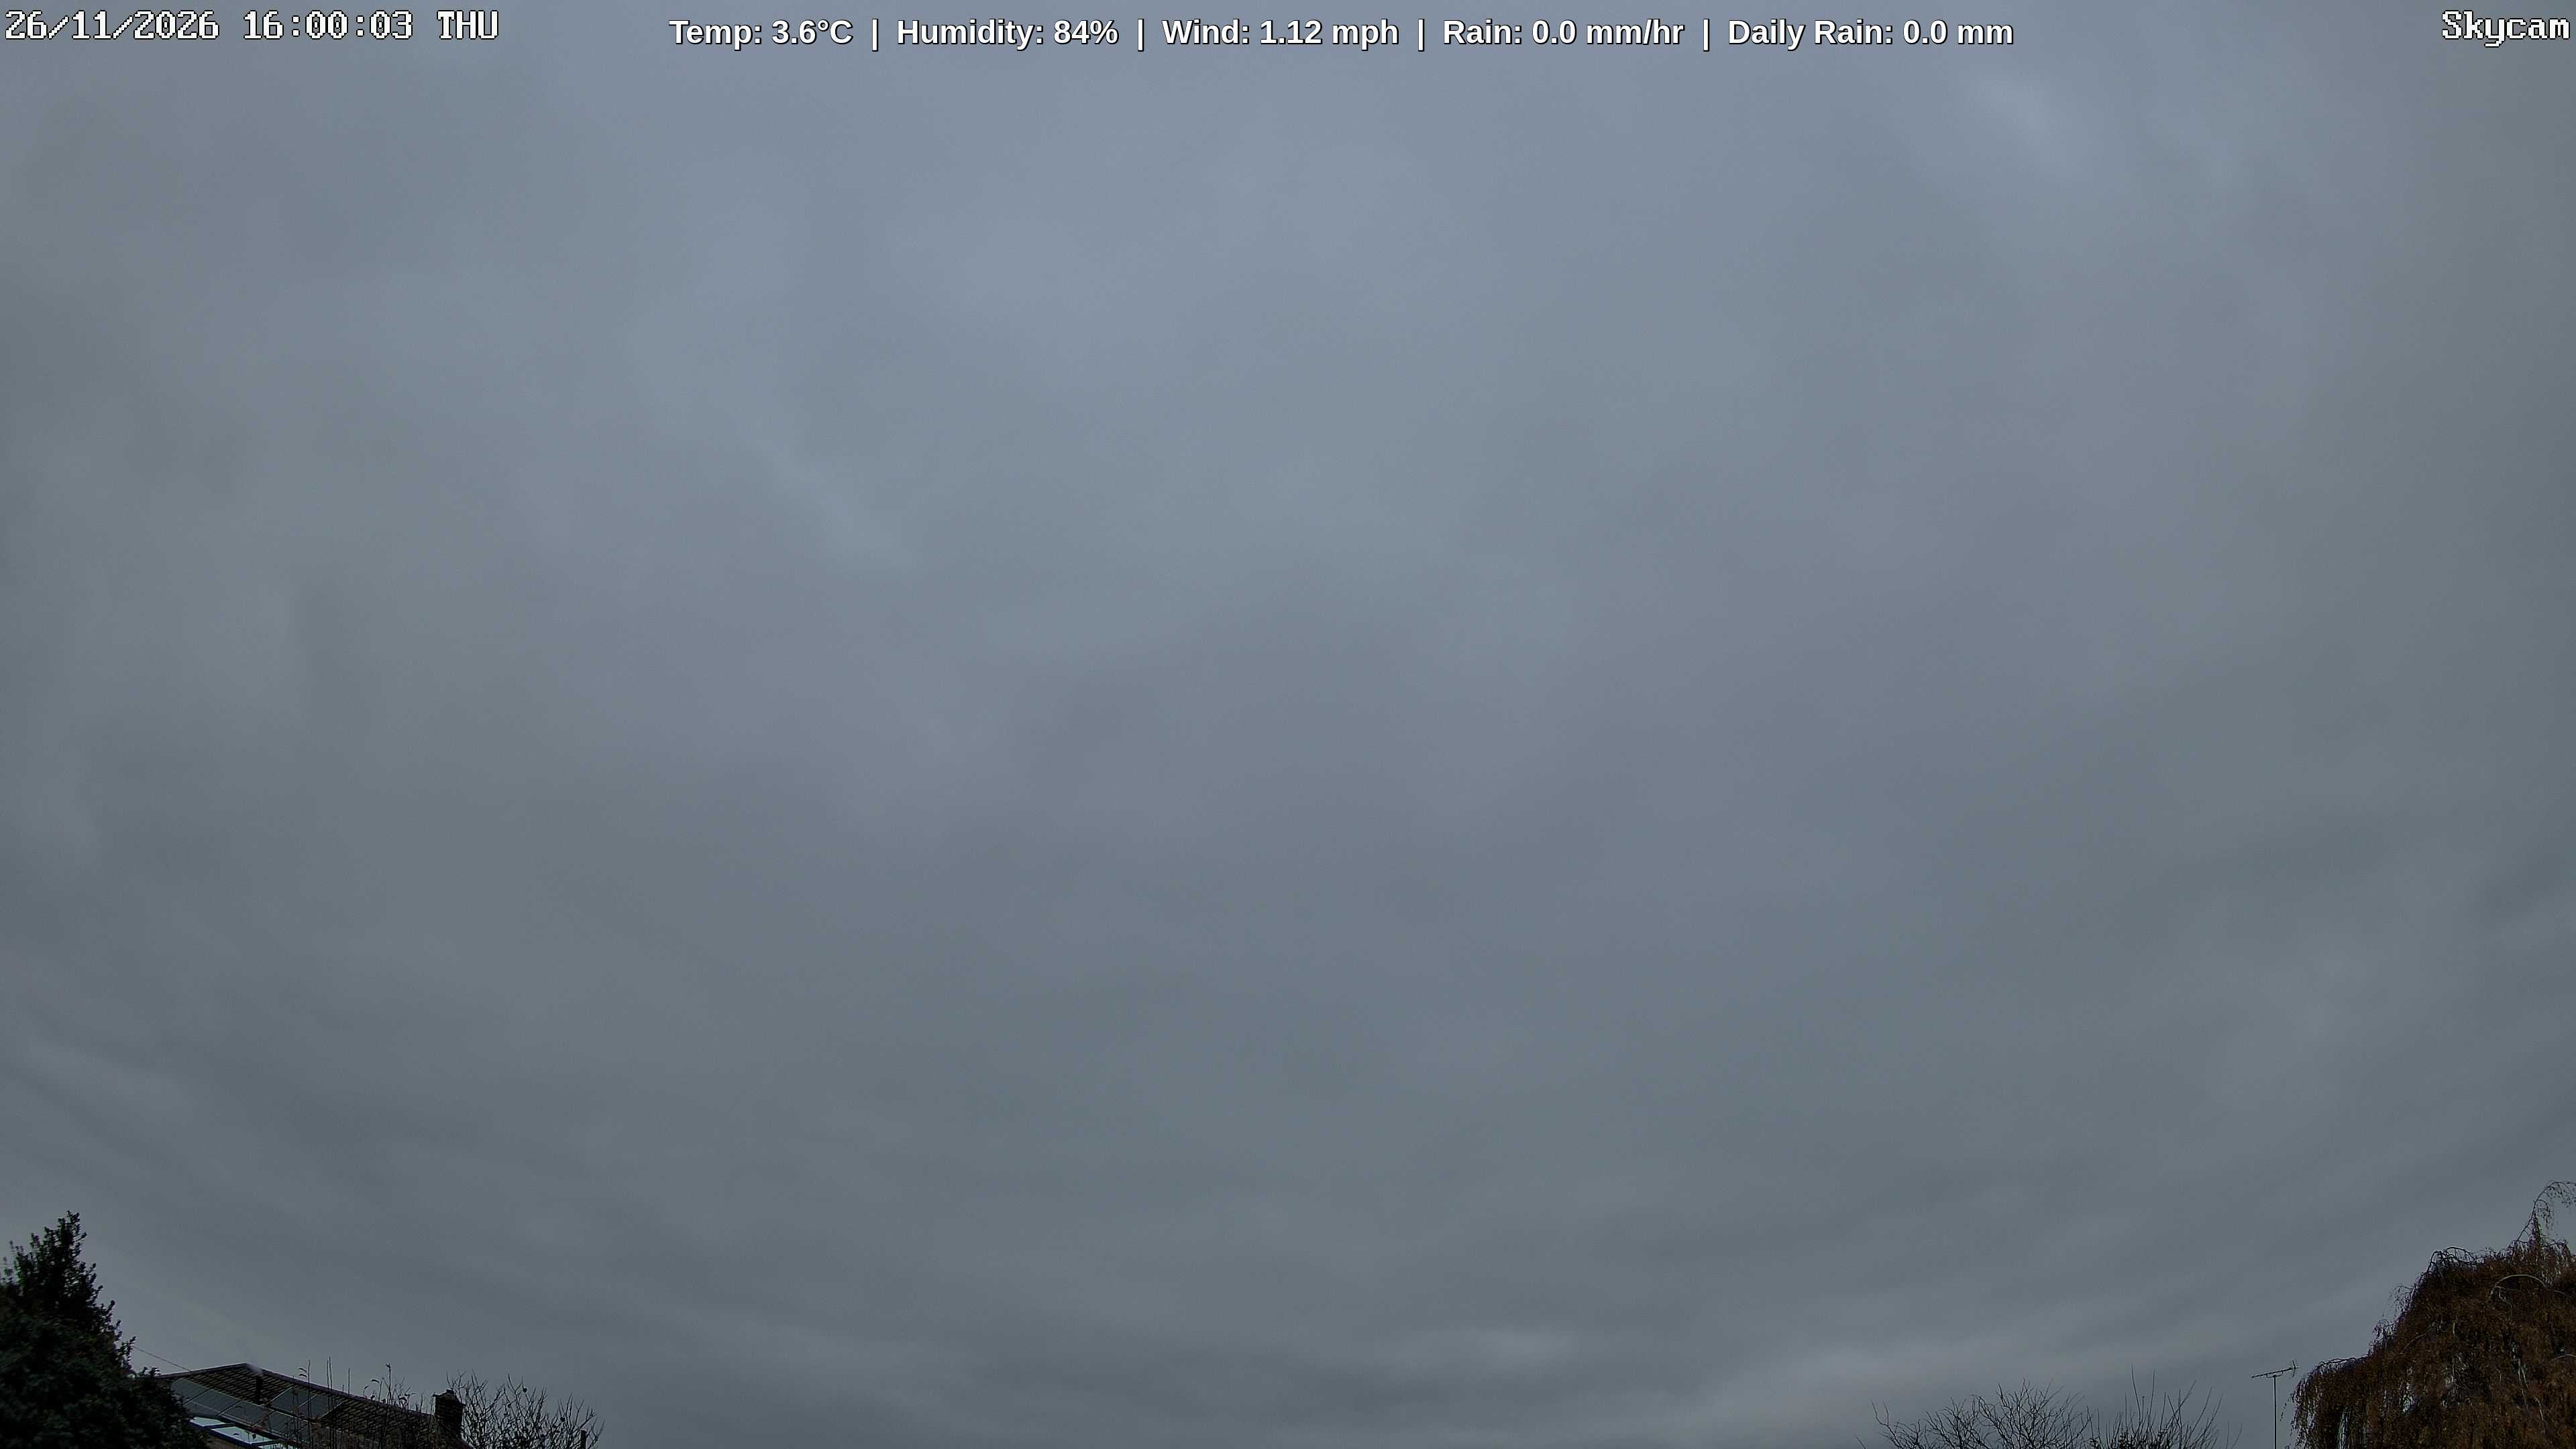 26/11/2026 16:00:03 THU
Temp: 3.6°C | Humidity: 84% | Wind: 1.12 mph | Rain: 0.0 mm/hr | Daily Rain: 0.0 mm
Skycam